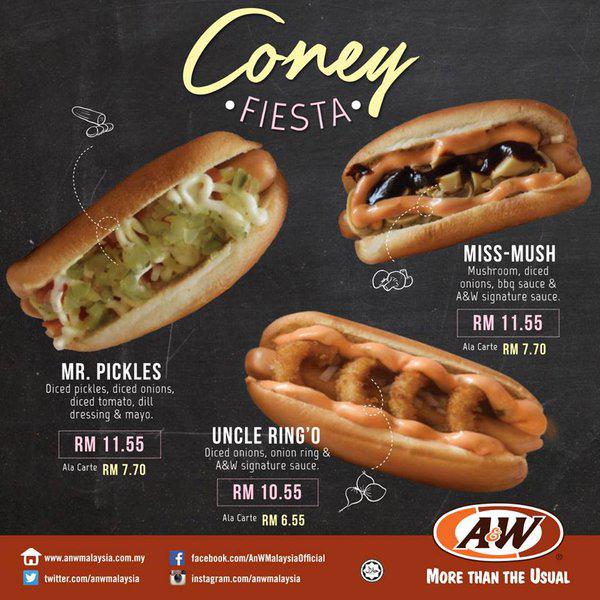 Coney
• FIESTA •
MISS-MUSH
Mushroom, diced
onions, bbq sauce &
A&W signature sauce.
RM 11.55
Ala Carte RM 7.70
MR. PICKLES
Diced pickles, diced onions,
diced tomato, dill
dressing & mayo.
RM 11.55
Ala Carte RM 7.70
UNCLE RING'O
Diced onions, onion ring &
A&W signature sauce.
RM 10.55
Ala Carte RM 6.55
www.anwmalaysia.com.my
facebook.com/AnWMalaysiaOfficial
twitter.com/anwmalaysia
instagram.com/anwmalaysia
A&W ®
MORE THAN THE USUAL